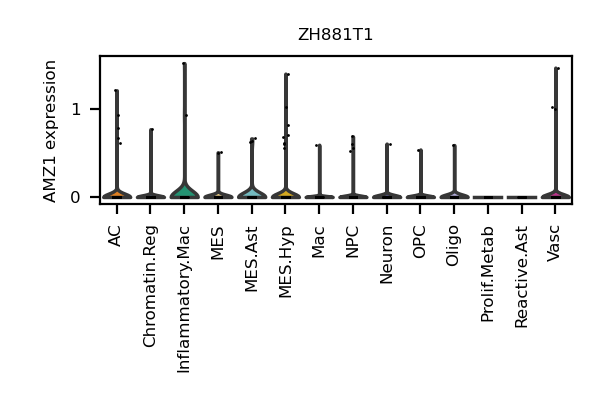 ZH881T1
AMZ1 expression
1
0
AC
Chromatin.Reg
Inflammatory.Mac
MES
MES.Ast
MES.Hyp
Mac
NPC
Neuron
OPC
Oligo
Prolif.Metab
Reactive.Ast
Vasc